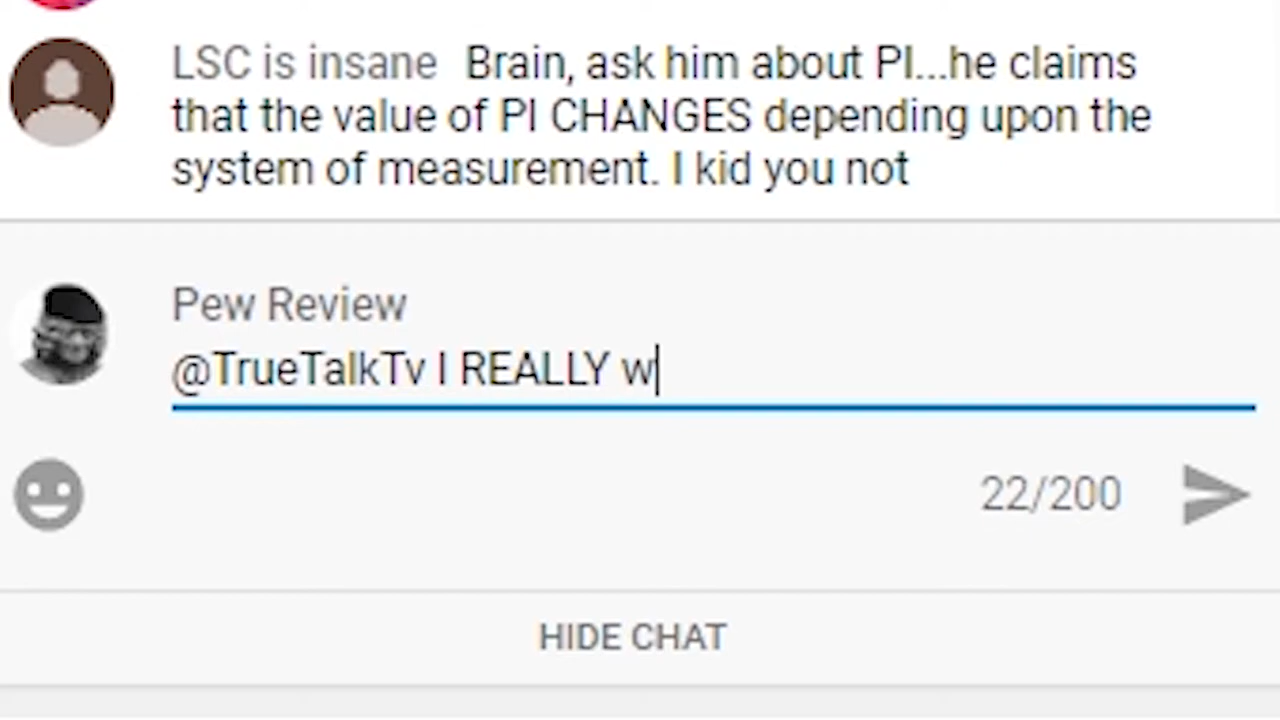 LSC is insane Brain, ask him about PI...he claims
that the value of PI CHANGES depending upon the
system of measurement. I kid you not
Pew Review
@TrueTalkTv I REALLY w
22/200
HIDE CHAT